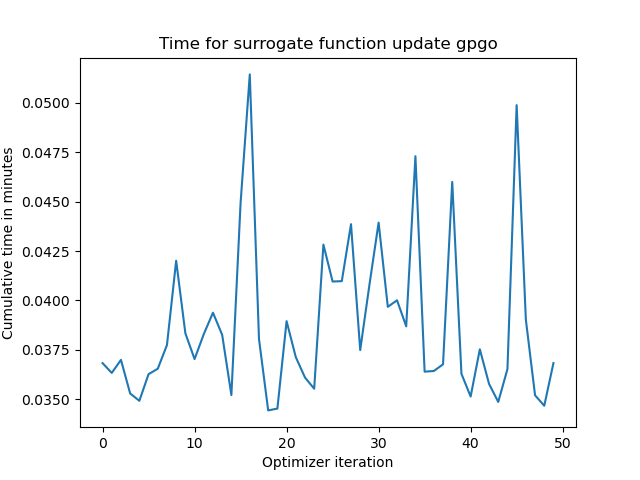 Time for surrogate function update gpgo
Cumulative time in minutes
0.0500
0.0475
0.0450
0.0425
0.0400
0.0375
0.0350
0 10 20 30 40 50
Optimizer iteration